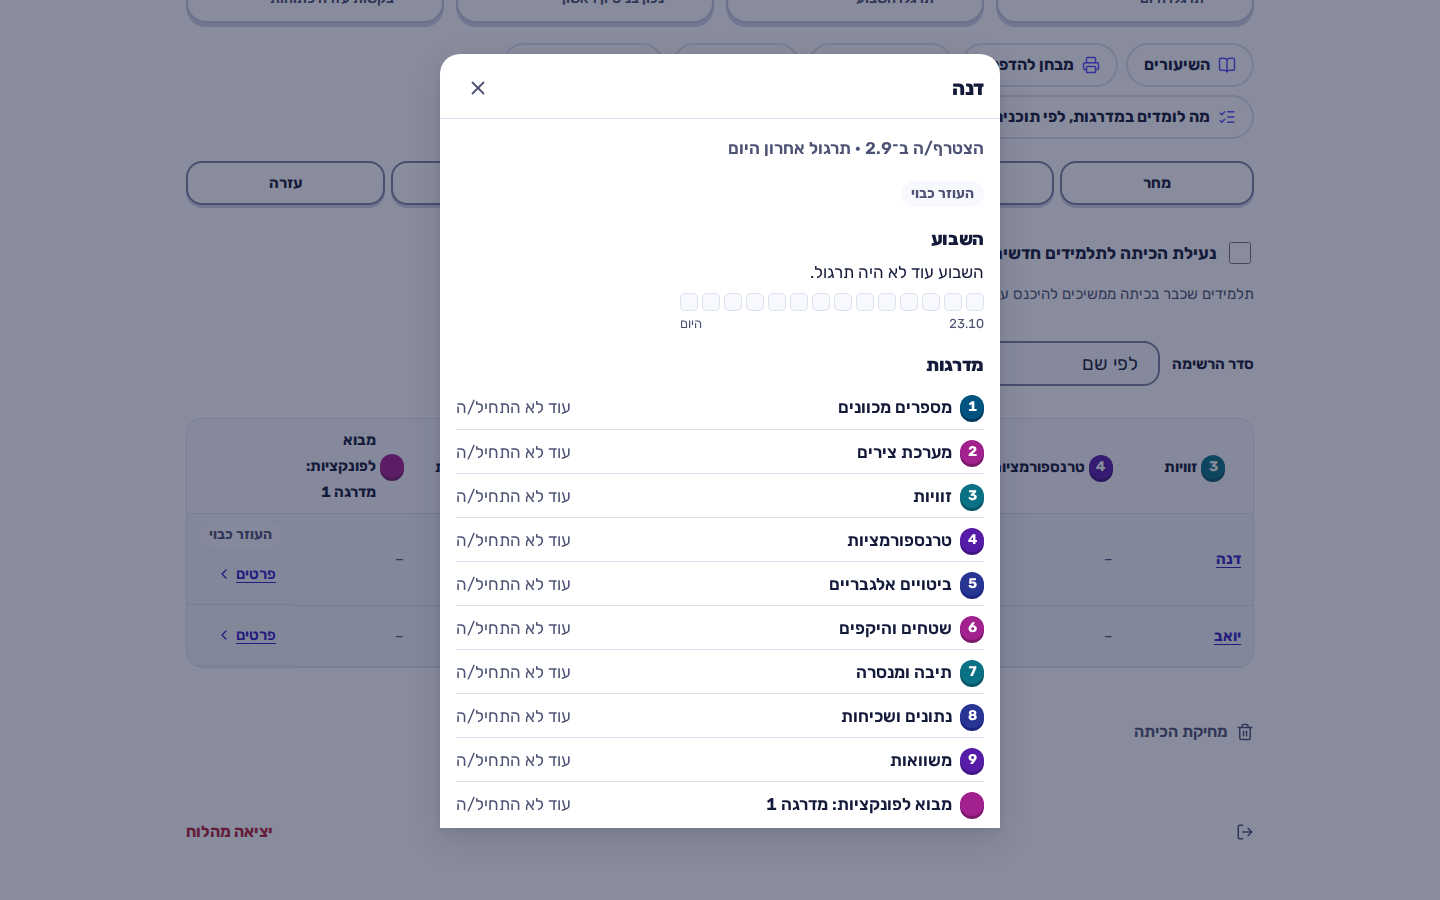 השיעורים
מה לומדים במדרגות, לפי
מחר
עזרה
נעילת הכיתה לתלמידים
תלמידים שכבר בכיתה ממשיכים להיכנס
סדר הרשימה
לפי שם
3 זוויות
4
מבוא
לפונקציות:
מדרגה 1
דנה
–
–
העוזר כבוי
פרטים
יואב
–
–
פרטים
מחיקת הכיתה
יציאה מהלוח
דנה
הצטרף/ה ב־2.9 • תרגול אחרון היום
העוזר כבוי
השבוע
השבוע עוד לא היה תרגול.
23.10
היום
מדרגות
1 מספרים מכוונים עוד לא התחיל/ה
2 מערכת צירים עוד לא התחיל/ה
3 זוויות עוד לא התחיל/ה
4 טרנספורמציות עוד לא התחיל/ה
5 ביטויים אלגבריים עוד לא התחיל/ה
6 שטחים והיקפים עוד לא התחיל/ה
7 תיבה ומנסרה עוד לא התחיל/ה
8 נתונים ושכיחות עוד לא התחיל/ה
9 משוואות עוד לא התחיל/ה
מבוא לפונקציות: מדרגה 1 עוד לא התחיל/ה